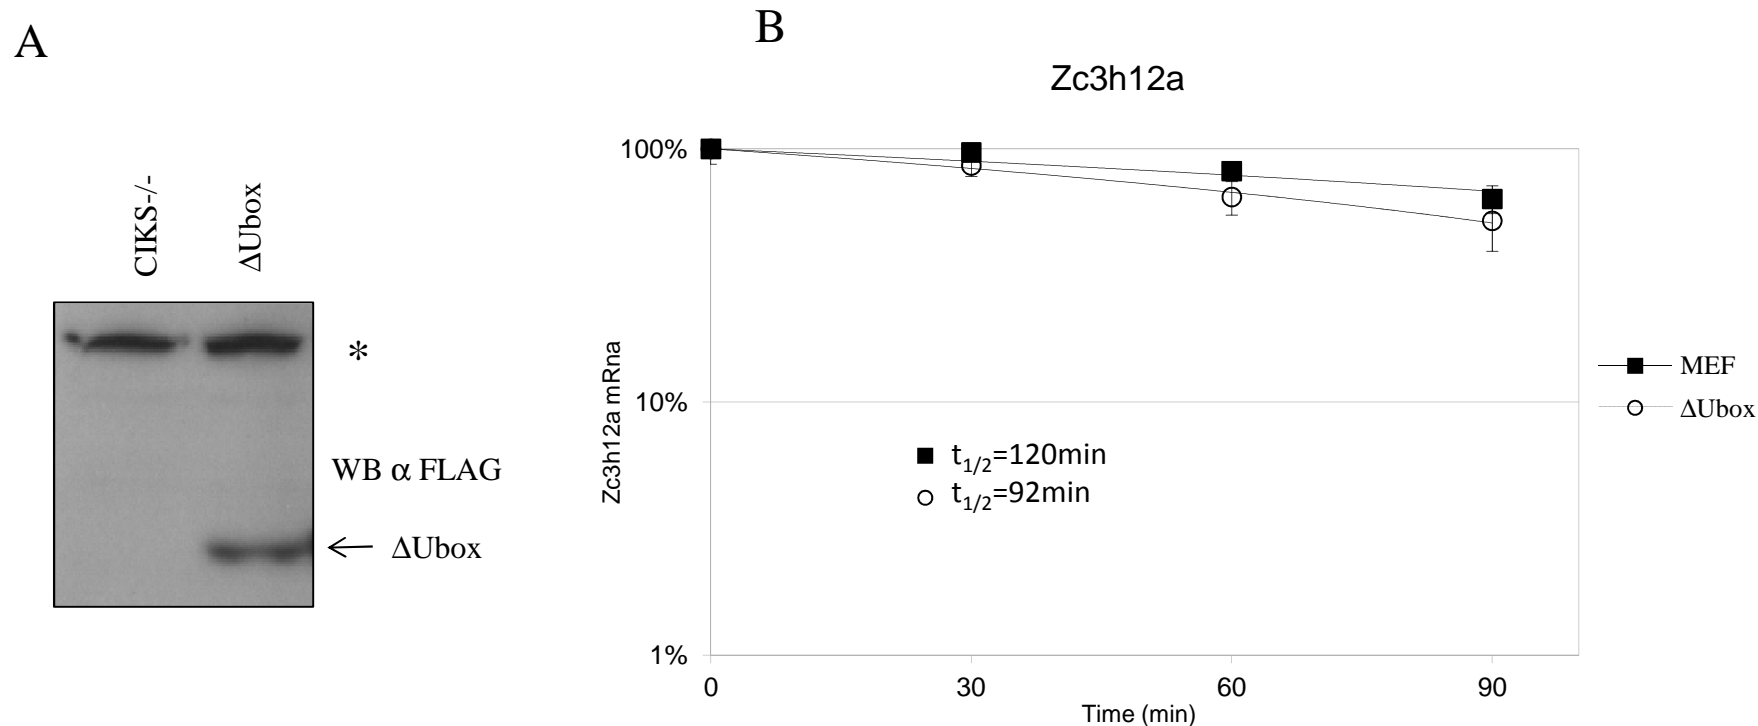 A
B
Zc3h12a
CIKS-/-
ΔUbox
*
WB α FLAG
ΔUbox
100%
10%
1%
Zc3h12a mRna
t1/2=120min
t1/2=92min
0 30 60 90
Time (min)
MEF
ΔUbox